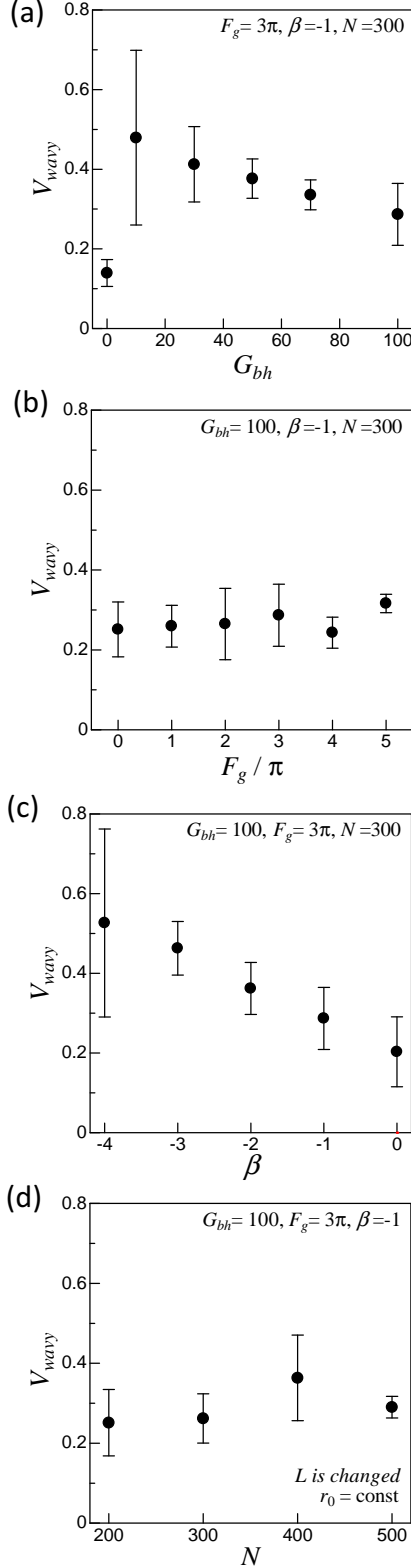 (a)
F_g= 3π, β=-1, N=300
0.8
0.6
0.4
0.2
0
V_wavy
0 20 40 60 80 100
G_bh
(b)
G_bh= 100, β=-1, N =300
0.8
0.6
0.4
0.2
0
V_wavy
0 1 2 3 4 5
F_g / π
(c)
G_bh= 100, F_g= 3π, N=300
0.8
0.6
0.4
0.2
0
V_wavy
-4 -3 -2 -1 0
β
(d)
G_bh= 100, F_g= 3π, β=-1
0.8
0.6
0.4
0.2
0
V_wavy
L is changed
r_0 = const
200 300 400 500
N